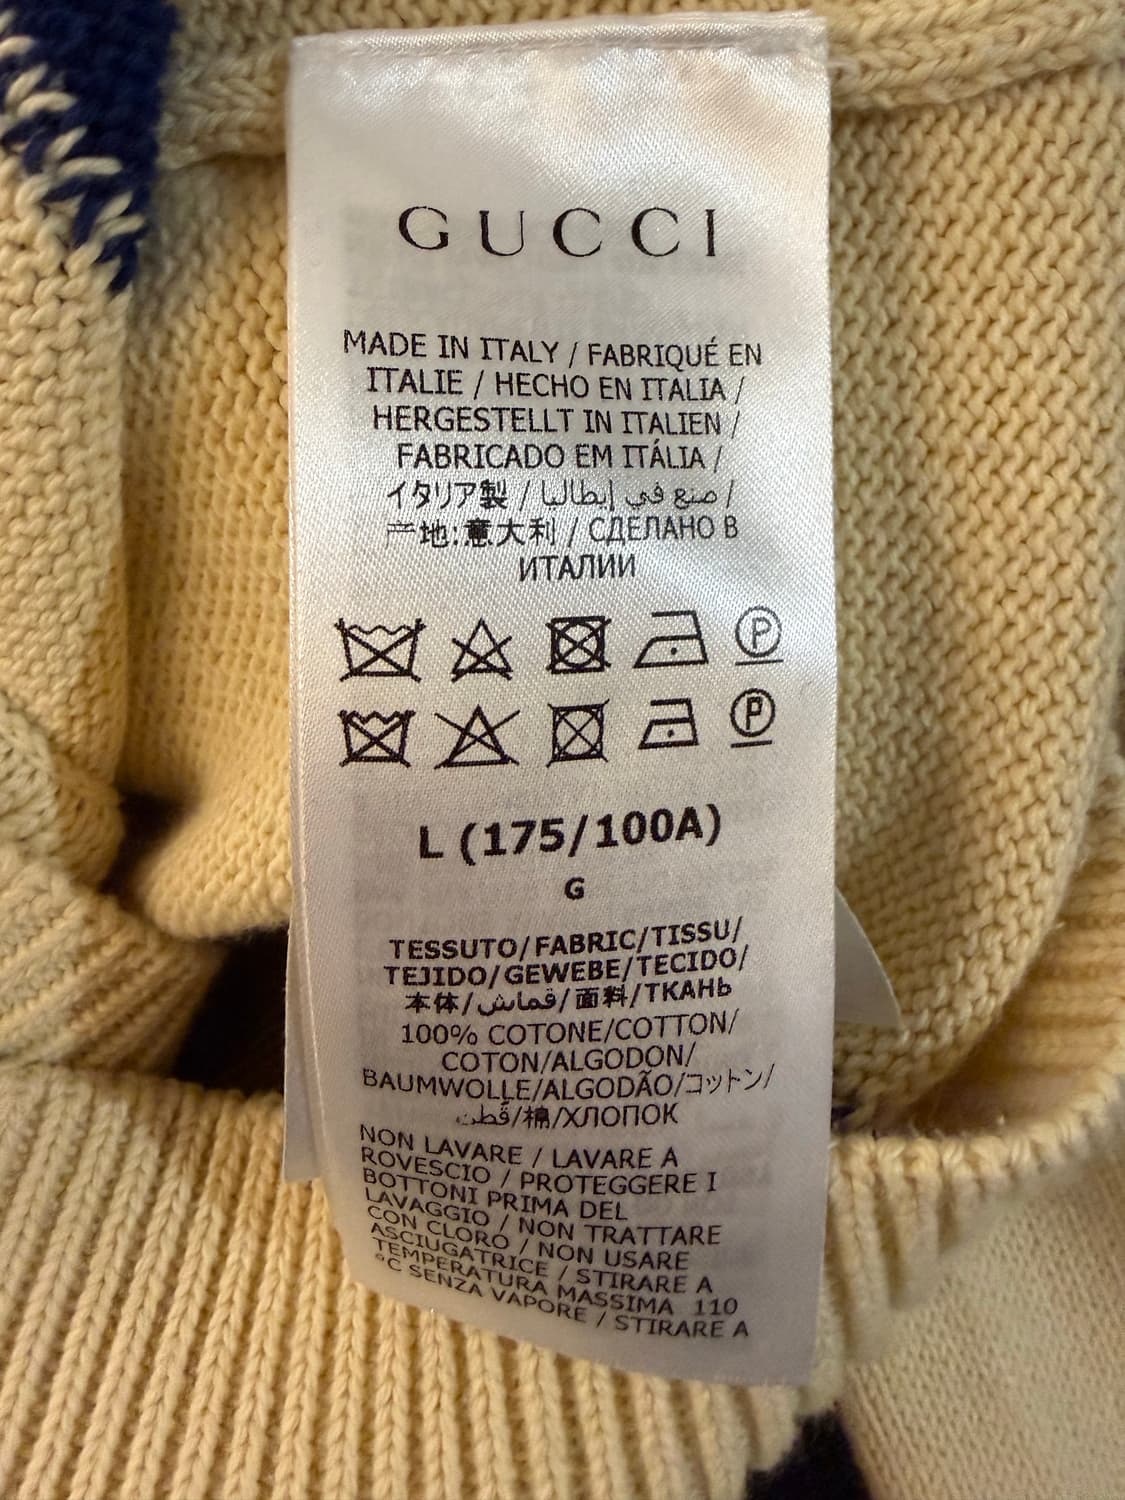 GUCCI
MADE IN ITALY / FABRIQUÉ EN
ITALIE / HECHO EN ITALIA /
HERGESTELLT IN ITALIEN /
FABRICADO EM ITÁLIA /
イタリア製 / صنع في إيطاليا /
产地:意大利 / СДЕЛАНО В
ИТАЛИИ
P
P
L (175/100A)
G
TESSUTO/FABRIC/TISSU/
TEJIDO/GEWEBE/TECIDO/
本体/قماش/面料/ТКАНЬ
100% COTONE/COTTON/
COTON/ALGODON/
BAUMWOLLE/ALGODÃO/コットン/
قطن/棉/ХЛОПОК
NON LAVARE / LAVARE A
ROVESCIO / PROTEGGERE I
BOTTONI PRIMA DEL
LAVAGGIO / NON TRATTARE
CON CLORO / NON USARE
ASCIUGATRICE / STIRARE A
TEMPERATURA MASSIMA 110
°C SENZA VAPORE / STIRARE A